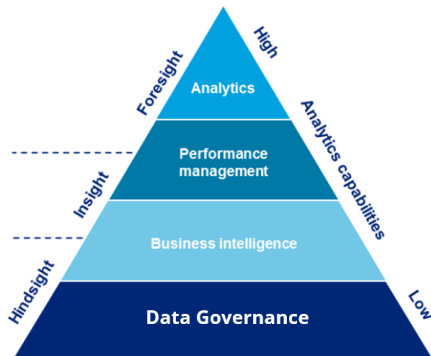 High
Foresight
Analytics
Analytics capabilities
Performance
management
Insight
Business intelligence
Hindsight
Low
Data Governance